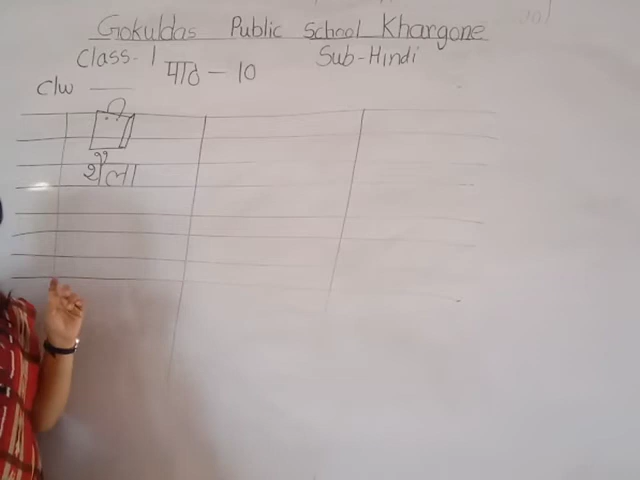 Gokuldas Public School Khargone
Class-1 Sub-Hindi
पाठ - 10
C/w
थैला